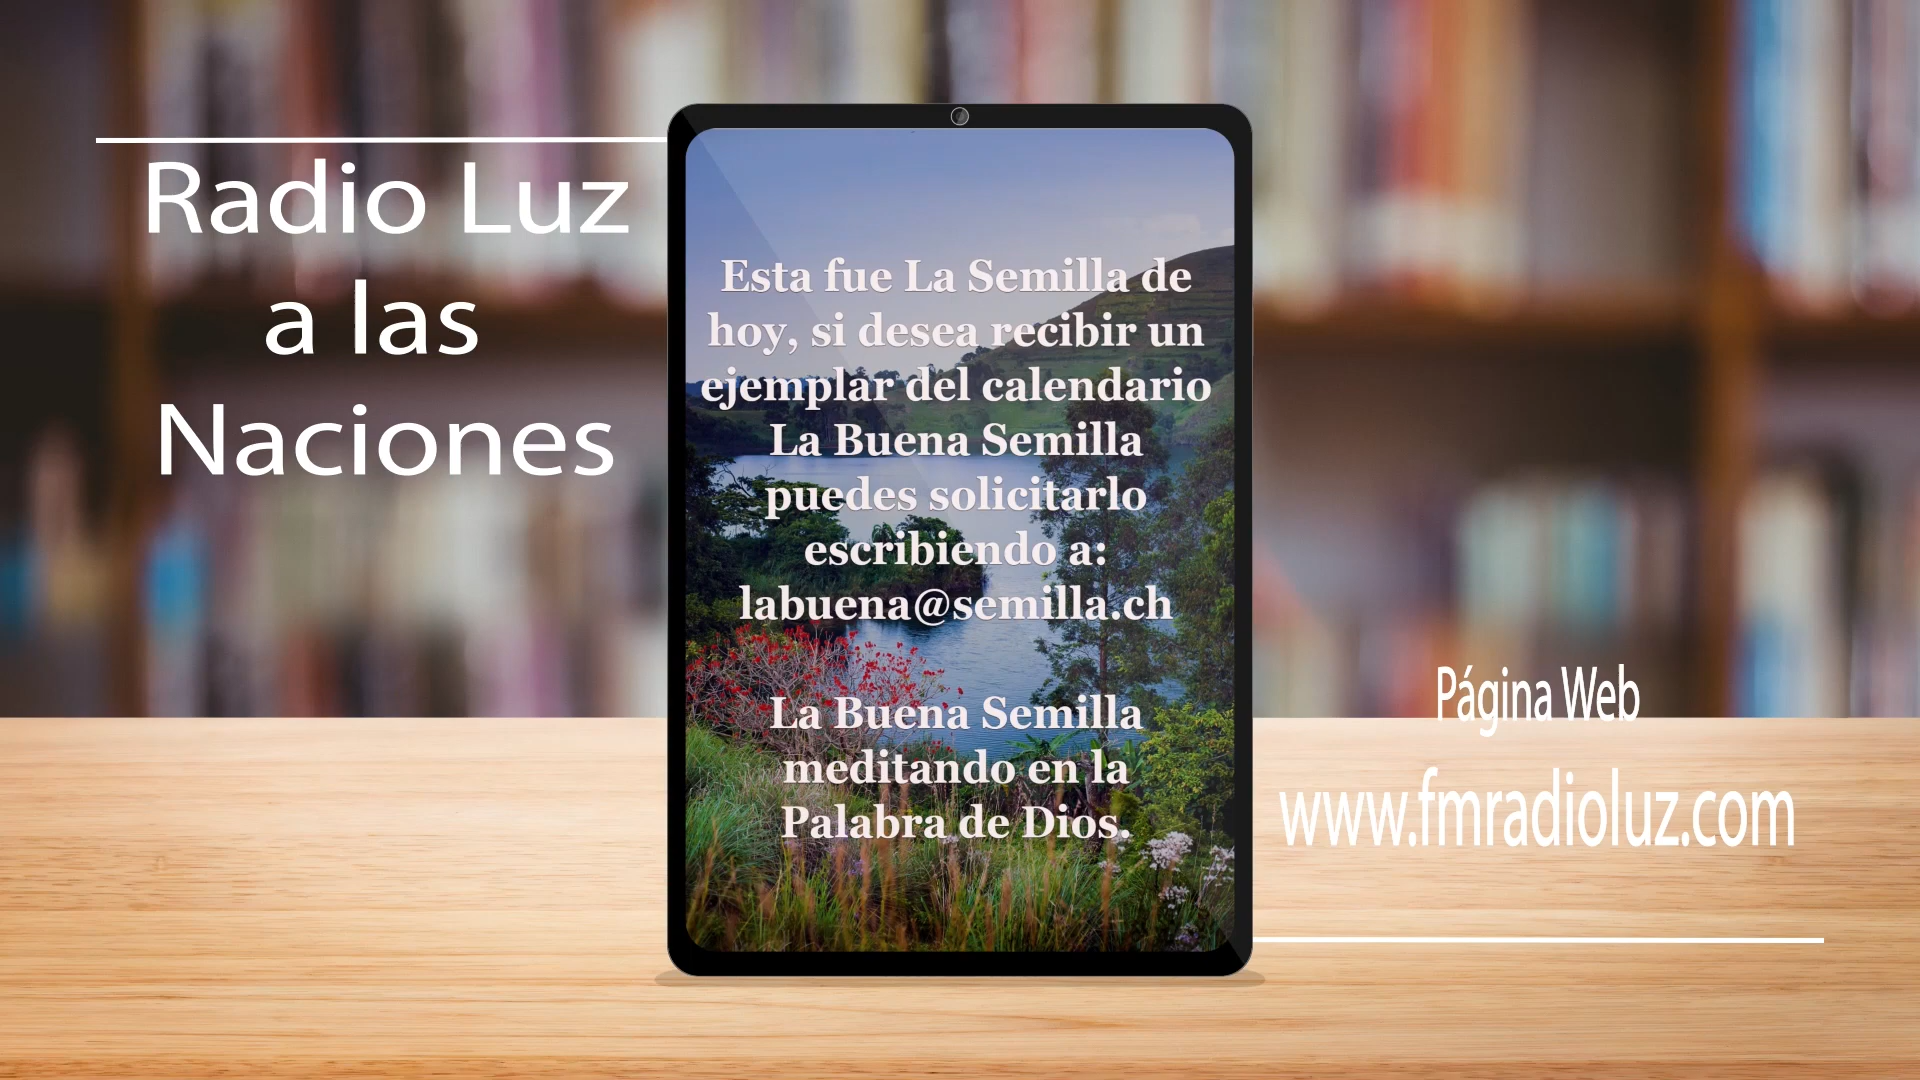 Radio Luz
a las
Naciones
Esta fue La Semilla de
hoy, si desea recibir un
ejemplar del calendario
La Buena Semilla
puedes solicitarlo
escribiendo a:
labuena@semilla.ch
La Buena Semilla
meditando en la
Palabra de Dios.
Página Web
www.fmradioluz.com